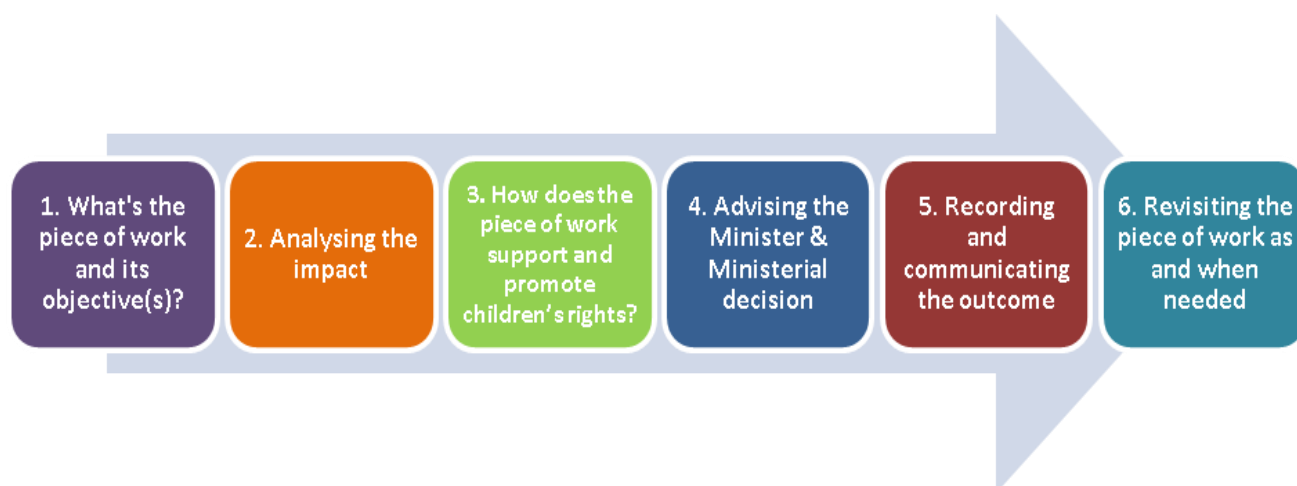 1. What's the
piece of work
and its
objective(s)?
2. Analysing the
impact
3. How does the
piece of work
support and
promote
children’s rights?
4. Advising the
Minister &
Ministerial
decision
5. Recording
and
communicating
the outcome
6. Revisiting the
piece of work as
and when
needed